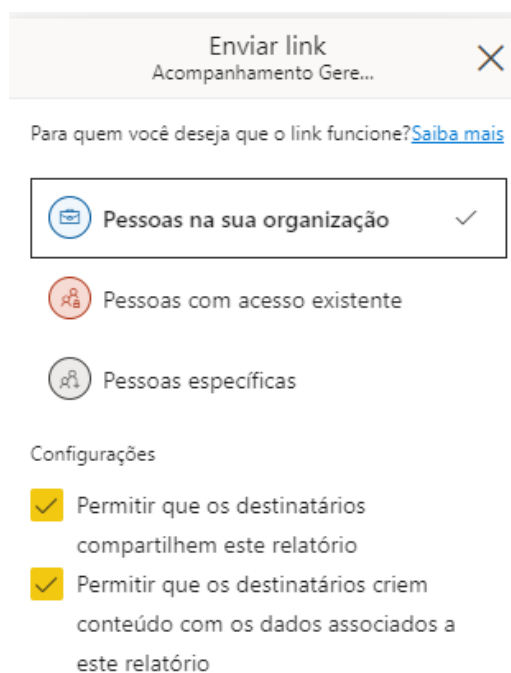 Enviar link
Acompanhamento Gere...
Para quem você deseja que o link funcione?Saiba mais
Pessoas na sua organização
Pessoas com acesso existente
Pessoas específicas
Configurações
Permitir que os destinatários
compartilhem este relatório
Permitir que os destinatários criem
conteúdo com os dados associados a
este relatório